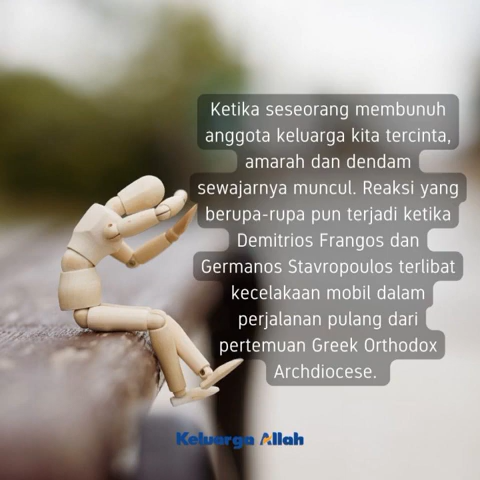 Ketika seseorang membunuh
anggota keluarga kita tercinta,
amarah dan dendam
sewajarnya muncul. Reaksi yang
berupa-rupa pun terjadi ketika
Demitrios Frangos dan
Germanos Stavropoulos terlibat
kecelakaan mobil dalam
perjalanan pulang dari
pertemuan Greek Orthodox
Archdiocese.
Keluarga Allah